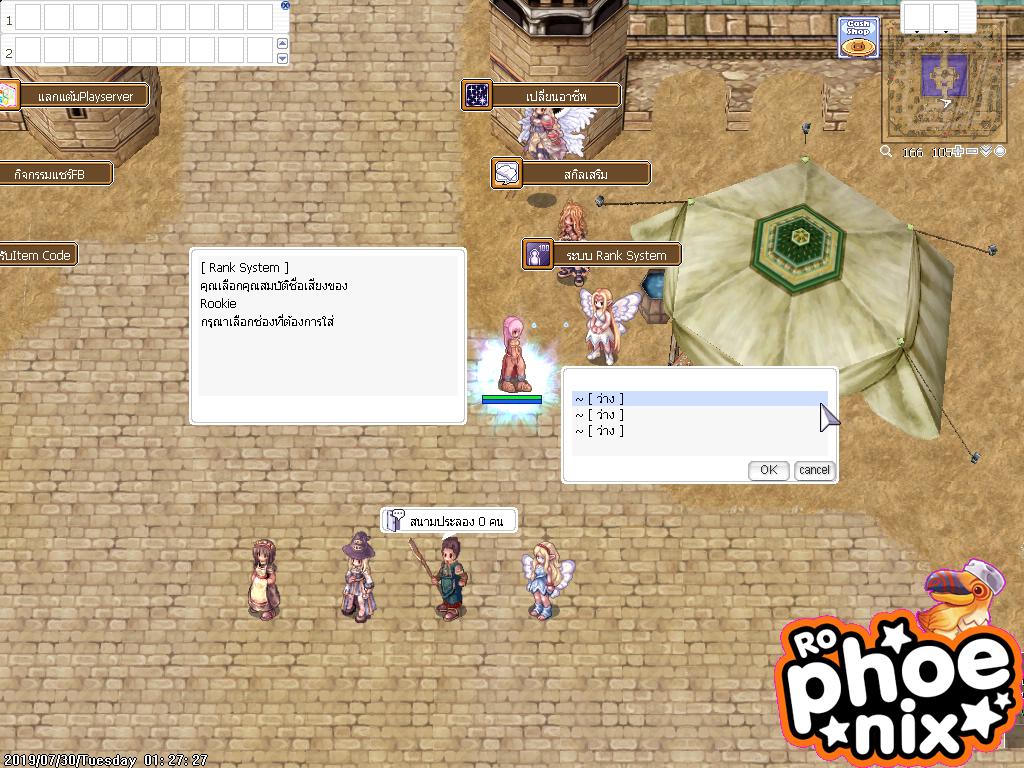 1
2
Cash Shop
แลกแต้มPlayserver
เปลี่ยนอาชีพ
166 105
กิจกรรมแชร์FB
สกิลเสริม
รับItem Code
100
ระบบ Rank System
[ Rank System ]
คุณเลือกคุณสมบัติชื่อเสียงของ
Rookie
กรุณาเลือกช่องที่ต้องการใส่
~ [ ว่าง ]
~ [ ว่าง ]
~ [ ว่าง ]
OK cancel
สนามประลอง 0 คน
Ro
phoe
nix
2019/07/30/Tuesday 01:27:27